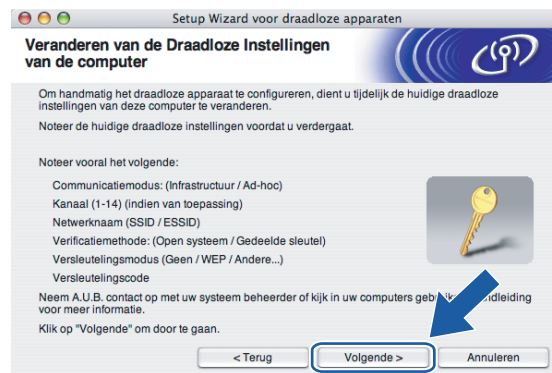 Setup Wizard voor draadloze apparaten
Veranderen van de Draadloze Instellingen
van de computer
Om handmatig het draadloze apparaat te configureren, dient u tijdelijk de huidige draadloze
instellingen van deze computer te veranderen.
Noteer de huidige draadloze instellingen voordat u verdergaat.
Noteer vooral het volgende:
Communicatiemodus: (Infrastructuur / Ad-hoc)
Kanaal (1-14) (indien van toepassing)
Netwerknaam (SSID / ESSID)
Verificatiemethode: (Open systeem / Gedeelde sleutel)
Versleutelingsmodus (Geen / WEP / Andere...)
Versleutelingscode
Neem A.U.B. contact op met uw systeem beheerder of kijk in uw computers
voor meer informatie.
Klik op "Volgende" om door te gaan.
< Terug
Volgende >
Annuleren